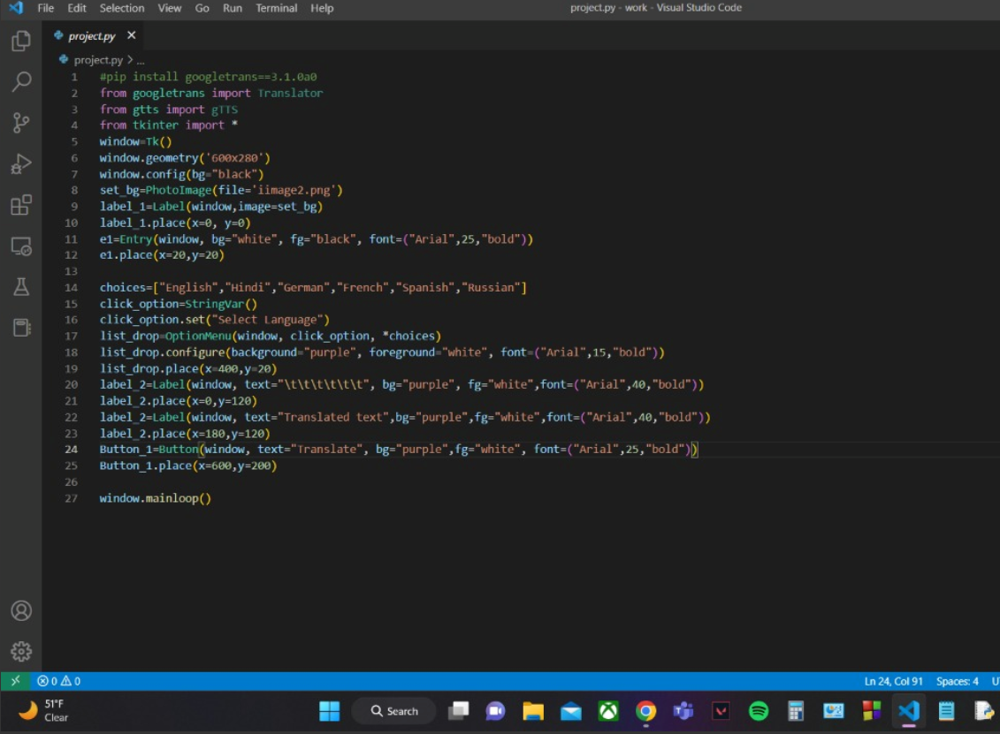 File Edit Selection View Go Run Terminal Help project.py - work - Visual Studio Code
project.py
project.py > ...
1 #pip install googletrans==3.1.0a0
2 from googletrans import Translator
3 from gtts import gTTS
4 from tkinter import *
5 window=Tk()
6 window.geometry('600x280')
7 window.config(bg="black")
8 set_bg=PhotoImage(file='iimage2.png')
9 label_1=Label(window,image=set_bg)
10 label_1.place(x=0, y=0)
11 e1=Entry(window, bg="white", fg="black", font=("Arial",25,"bold"))
12 e1.place(x=20,y=20)
13
14 choices=["English","Hindi","German","French","Spanish","Russian"]
15 click_option=StringVar()
16 click_option.set("Select Language")
17 list_drop=OptionMenu(window, click_option, *choices)
18 list_drop.configure(background="purple", foreground="white", font=("Arial",15,"bold"))
19 list_drop.place(x=400,y=20)
20 label_2=Label(window, text="\t\t\t\t\t\t", bg="purple", fg="white",font=("Arial",40,"bold"))
21 label_2.place(x=0,y=120)
22 label_2=Label(window, text="Translated text",bg="purple",fg="white",font=("Arial",40,"bold"))
23 label_2.place(x=180,y=120)
24 Button_1=Button(window, text="Translate", bg="purple",fg="white", font=("Arial",25,"bold"))
25 Button_1.place(x=600,y=200)
26
27 window.mainloop()
0 0 Ln 24, Col 91 Spaces: 4 U
51°F
Clear
Search